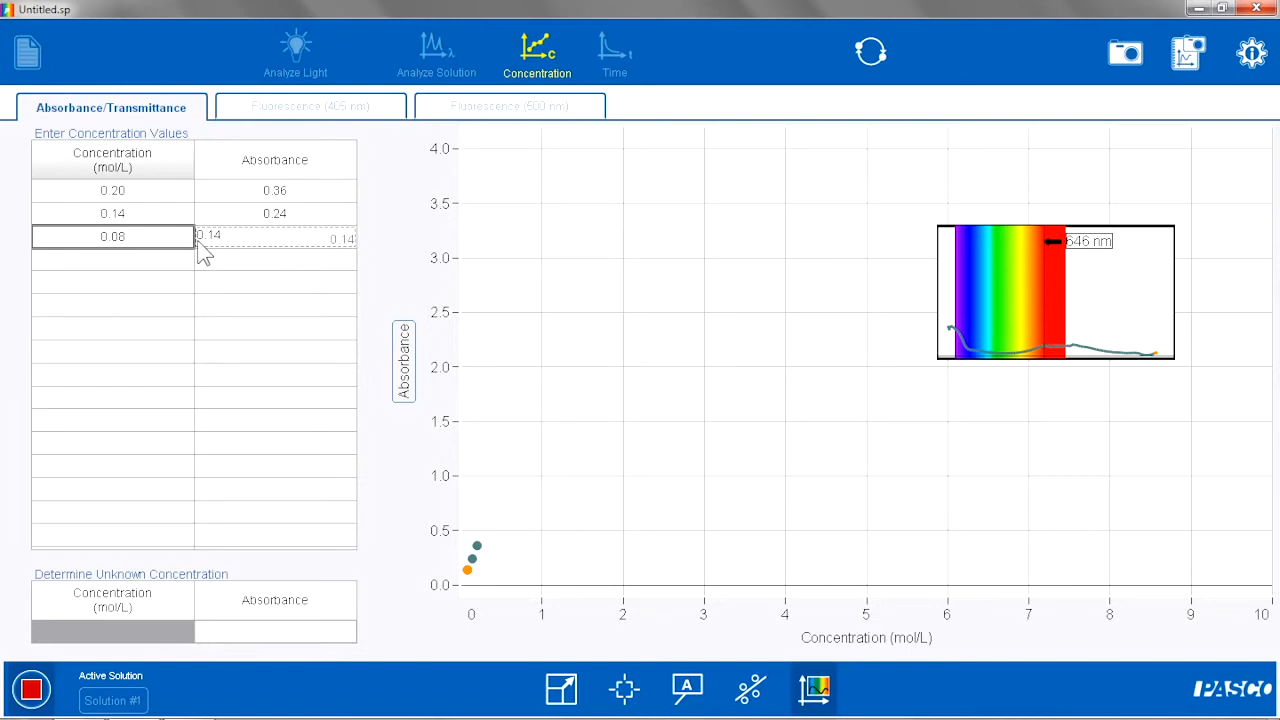 Untitled.sp
Analyze Light
Analyze Solution
Concentration
Time
Absorbance/Transmittance
Fluorescence (405 nm)
Fluorescence (500 nm)
Enter Concentration Values
Concentration
(mol/L)
Absorbance
0.20
0.36
0.14
0.24
0.08
0.14
0.14
4.0
3.5
3.0
2.5
2.0
1.5
1.0
0.5
0.0
Absorbance
646 nm
0
1
2
3
4
5
6
7
8
9
10
Concentration (mol/L)
Determine Unknown Concentration
Concentration
(mol/L)
Absorbance
Active Solution
Solution #1
A
PASCO